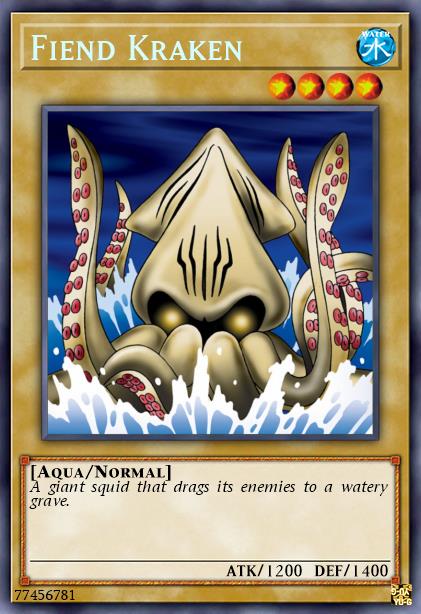 Fiend Kraken
WATER
水
[Aqua/Normal]
A giant squid that drags its enemies to a watery
grave.
ATK/1200 DEF/1400
77456781